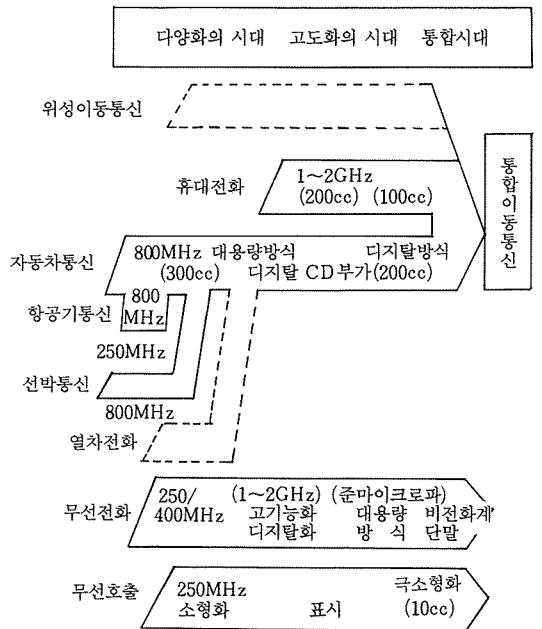 다양화의 시대 고도화의 시대 통합시대
위성이동통신
휴대전화
1~2GHz
(200cc) (100cc)
통합이동통신
자동차통신
800MHz 대용량방식 디지탈방식
(300cc) 디지탈 CD부가(200cc)
항공기통신
800
MHz
250MHz
선박통신
800MHz
열차전화
무선전화
250/ (1~2GHz) (준마이크로파)
400MHz 고기능화 대용량 비전화계
디지탈화 방 식 단말
무선호출
250MHz 극소형화
소형화 표시 (10cc)